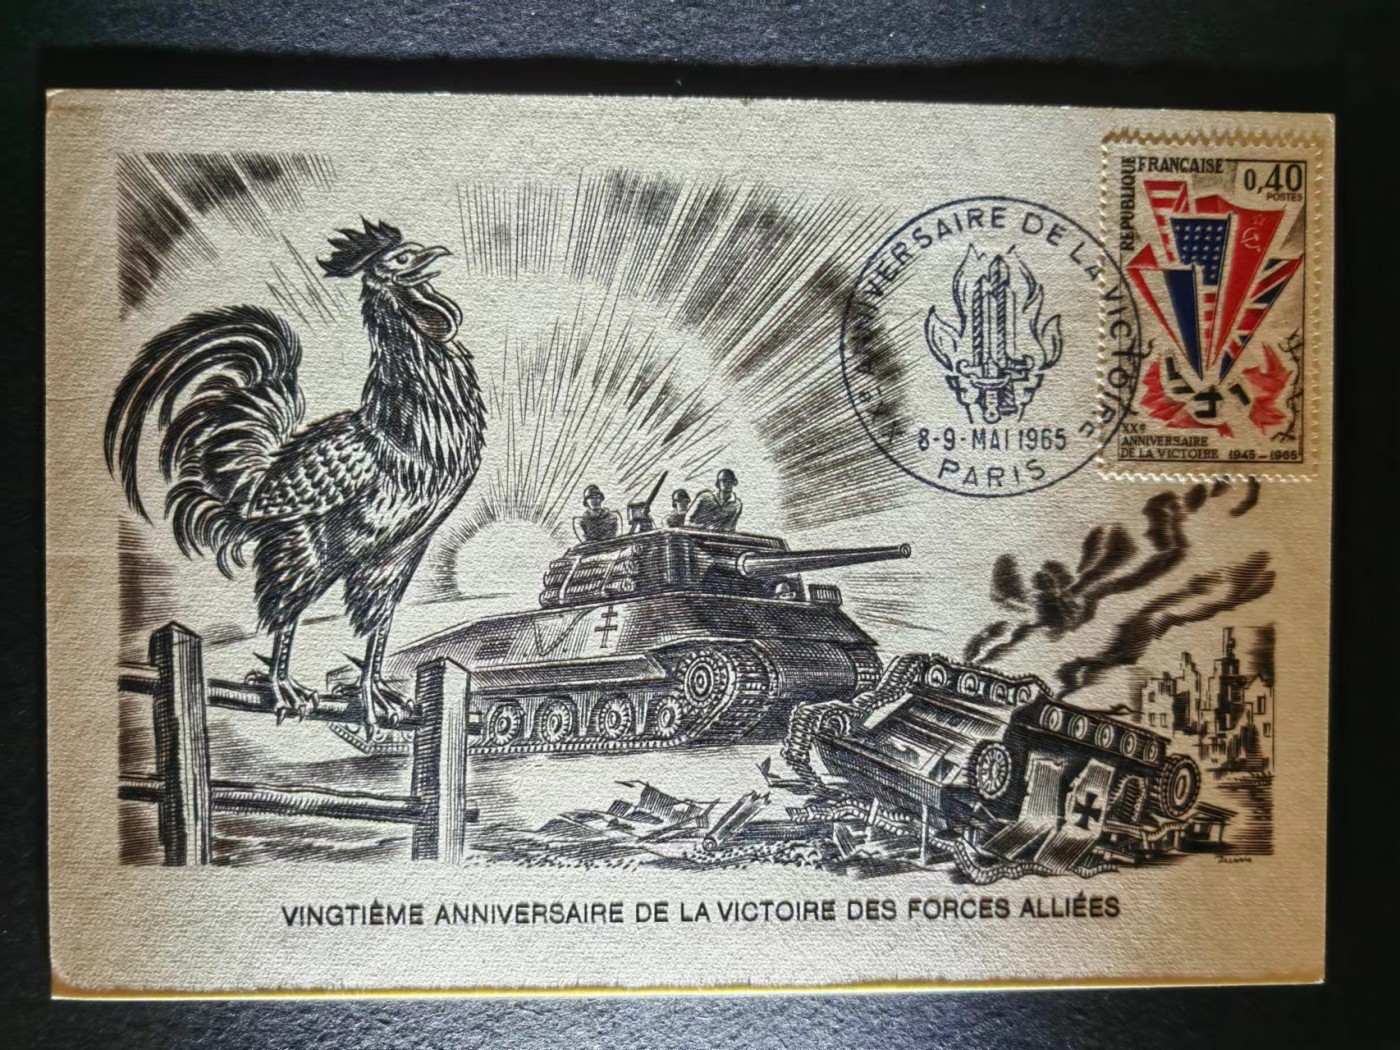 RÉPUBLIQUE FRANÇAISE
0,40
POSTES
XXe
ANNIVERSAIRE
DE LA VICTOIRE 1945-1965
XXe ANNIVERSAIRE DE LA VICTOIRE
8-9-MAI 1965
PARIS
VINGTIÈME ANNIVERSAIRE DE LA VICTOIRE DES FORCES ALLIÉES